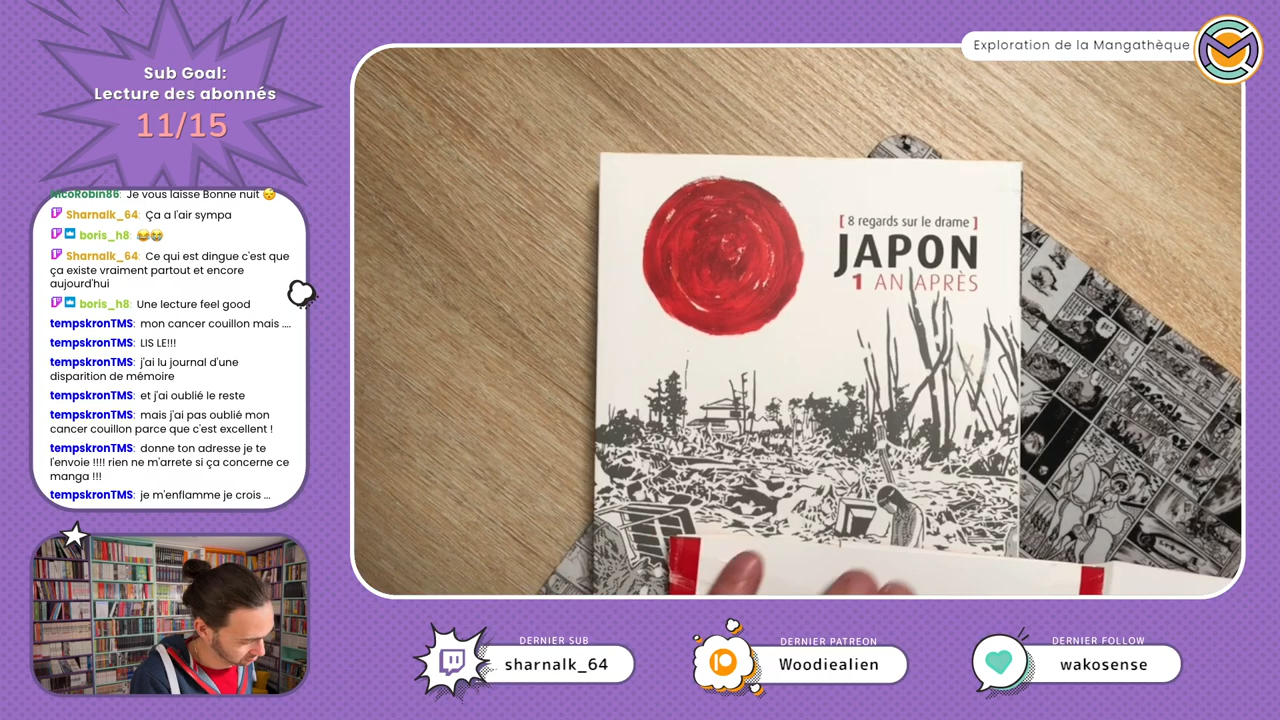 Sub Goal:
Lecture des abonnés
11/15
NicoRobin86: Je vous laisse Bonne nuit 😴
Sharnalk_64: Ça a l'air sympa
boris_h8: 😂😭
Sharnalk_64: Ce qui est dingue c'est que
ça existe vraiment partout et encore
aujourd'hui
boris_h8: Une lecture feel good
tempskronTMS: mon cancer couillon mais ....
tempskronTMS: LIS LE!!!
tempskronTMS: j'ai lu journal d'une
disparition de mémoire
tempskronTMS: et j'ai oublié le reste
tempskronTMS: mais j'ai pas oublié mon
cancer couillon parce que c'est excellent !
tempskronTMS: donne ton adresse je te
l'envoie !!!! rien ne m'arrete si ça concerne ce
manga !!!
tempskronTMS: je m'enflamme je crois ...
Exploration de la Mangathèque
[ 8 regards sur le drame ]
JAPON
1 AN APRÈS
DERNIER SUB
sharnalk_64
DERNIER PATREON
Woodiealien
DERNIER FOLLOW
wakosense